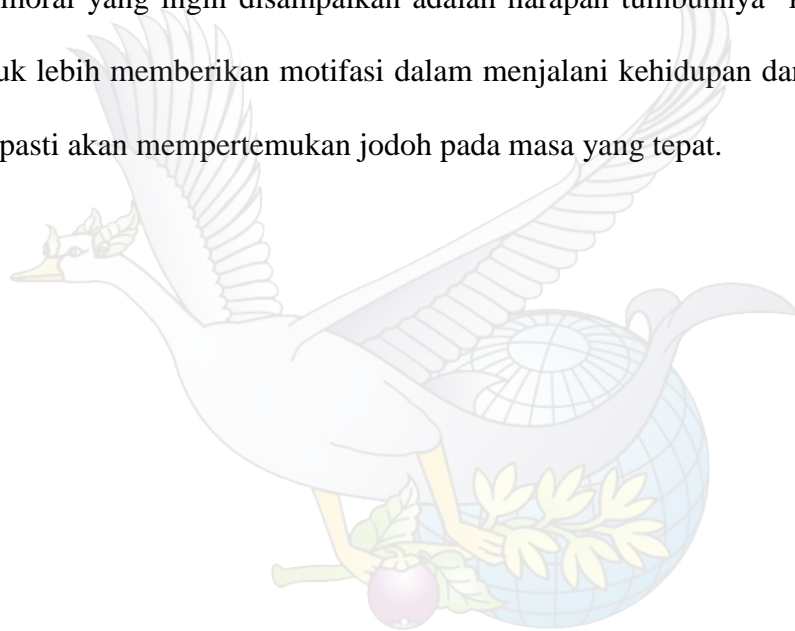 moral yang ingin disampaikan adalah harapan tumbuhnya
uk lebih memberikan motifasi dalam menjalani kehidupan dan
pasti akan mempertemukan jodoh pada masa yang tepat.